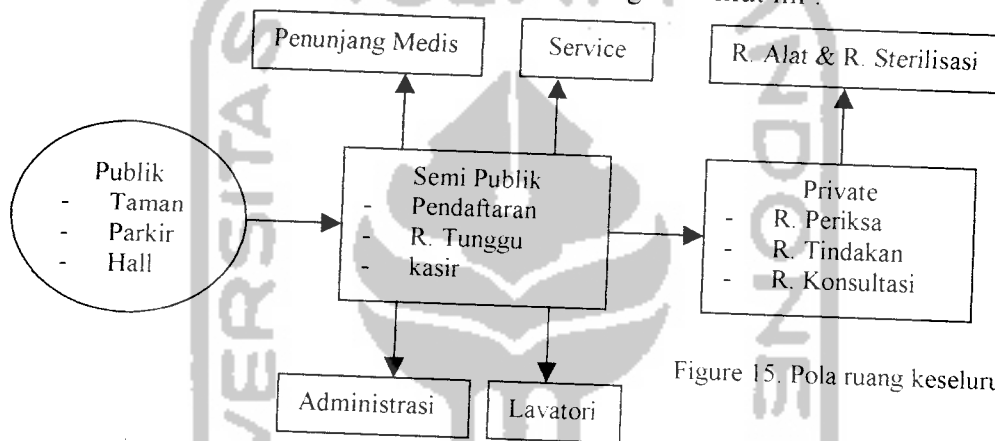 Penunjang Medis
Service
R. Alat & R. Sterilisasi
Publik
- Taman
- Parkir
- Hall
Semi Publik
- Pendaftaran
- R. Tunggu
- kasir
Private
- R. Periksa
- R. Tindakan
- R. Konsultasi
Administrasi
Lavatori
Figure 15. Pola ruang keseluru